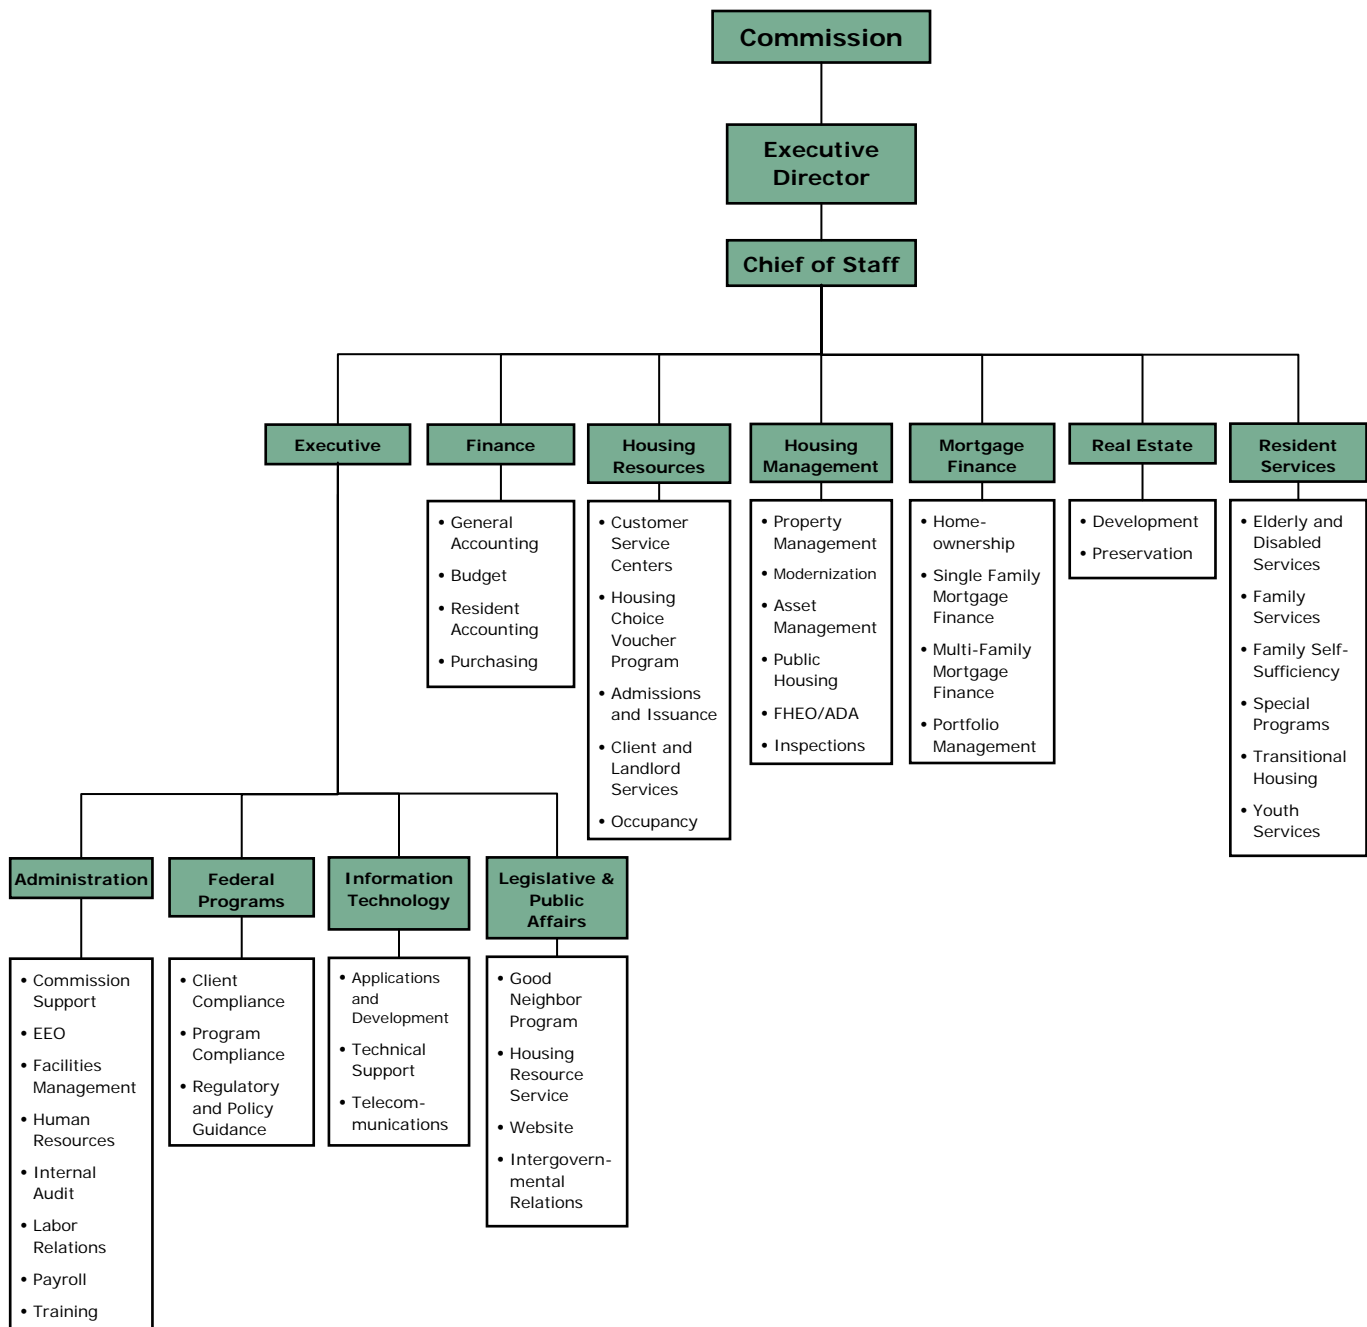 Commission
Executive
Director
Chief of Staff
Executive
Finance
Housing
Resources
Housing
Management
Mortgage
Finance
Real Estate
Resident
Services
• General
Accounting
• Budget
• Resident
Accounting
• Purchasing
• Customer
Service
Centers
• Housing
Choice
Voucher
Program
• Admissions
and Issuance
• Client and
Landlord
Services
• Occupancy
• Property
Management
• Modernization
• Asset
Management
• Public
Housing
• FHEO/ADA
• Inspections
• Home-
ownership
• Single Family
Mortgage
Finance
• Multi-Family
Mortgage
Finance
• Portfolio
Management
• Development
• Preservation
• Elderly and
Disabled
Services
• Family
Services
• Family Self-
Sufficiency
• Special
Programs
• Transitional
Housing
• Youth
Services
Administration
Federal
Programs
Information
Technology
Legislative &
Public
Affairs
• Commission
Support
• EEO
• Facilities
Management
• Human
Resources
• Internal
Audit
• Labor
Relations
• Payroll
• Training
• Client
Compliance
• Program
Compliance
• Regulatory
and Policy
Guidance
• Applications
and
Development
• Technical
Support
• Telecom-
munications
• Good
Neighbor
Program
• Housing
Resource
Service
• Website
• Intergovern-
mental
Relations